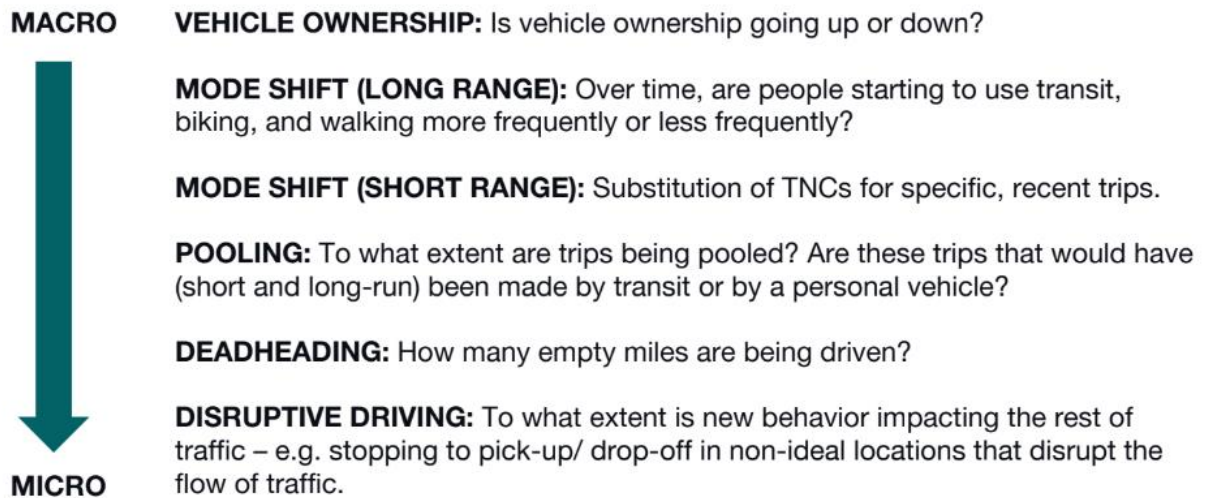 MACRO
VEHICLE OWNERSHIP: Is vehicle ownership going up or down?
MODE SHIFT (LONG RANGE): Over time, are people starting to use transit,
biking, and walking more frequently or less frequently?
MODE SHIFT (SHORT RANGE): Substitution of TNCs for specific, recent trips.
POOLING: To what extent are trips being pooled? Are these trips that would have
(short and long-run) been made by transit or by a personal vehicle?
DEADHEADING: How many empty miles are being driven?
DISRUPTIVE DRIVING: To what extent is new behavior impacting the rest of
traffic – e.g. stopping to pick-up/ drop-off in non-ideal locations that disrupt the
flow of traffic.
MICRO